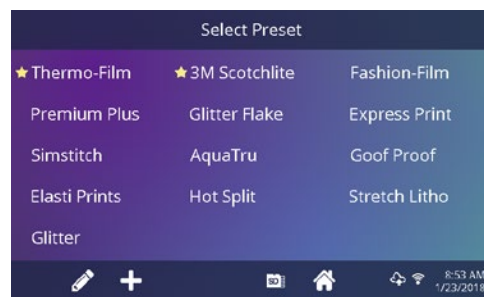 Select Preset
Thermo-Film 3M Scotchlite Fashion-Film
Premium Plus Glitter Flake Express Print
Simstitch AquaTru Goof Proof
Elasti Prints Hot Split Stretch Litho
Glitter
SD 8:53 AM
1/23/2018